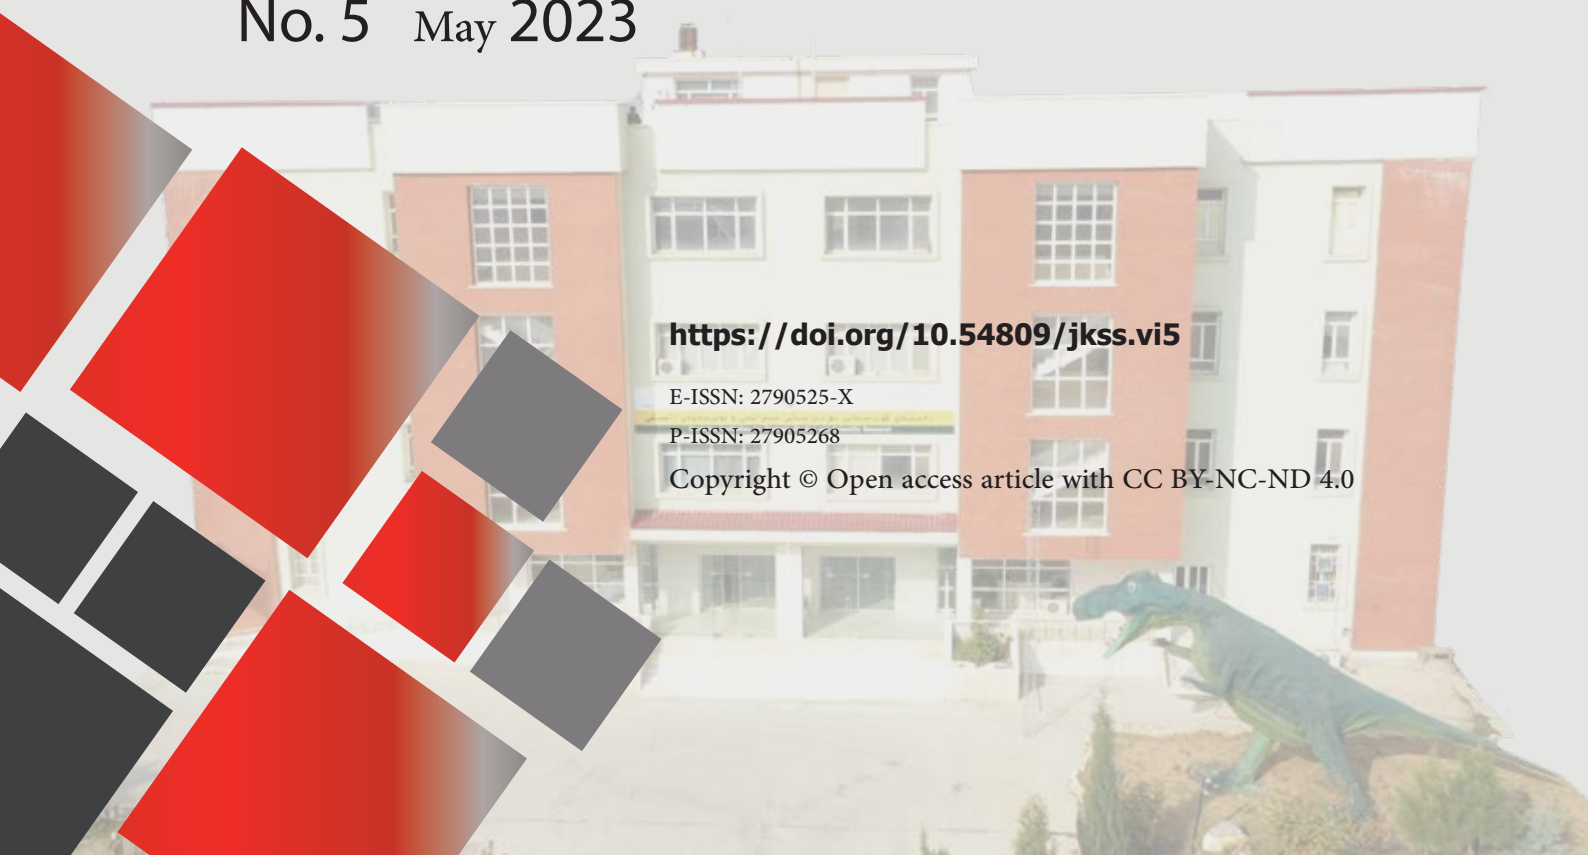 No. 5 May 2023
https://doi.org/10.54809/jkss.vi5
E-ISSN: 2790525-X
P-ISSN: 27905268
Copyright © Open access article with CC BY-NC-ND 4.0